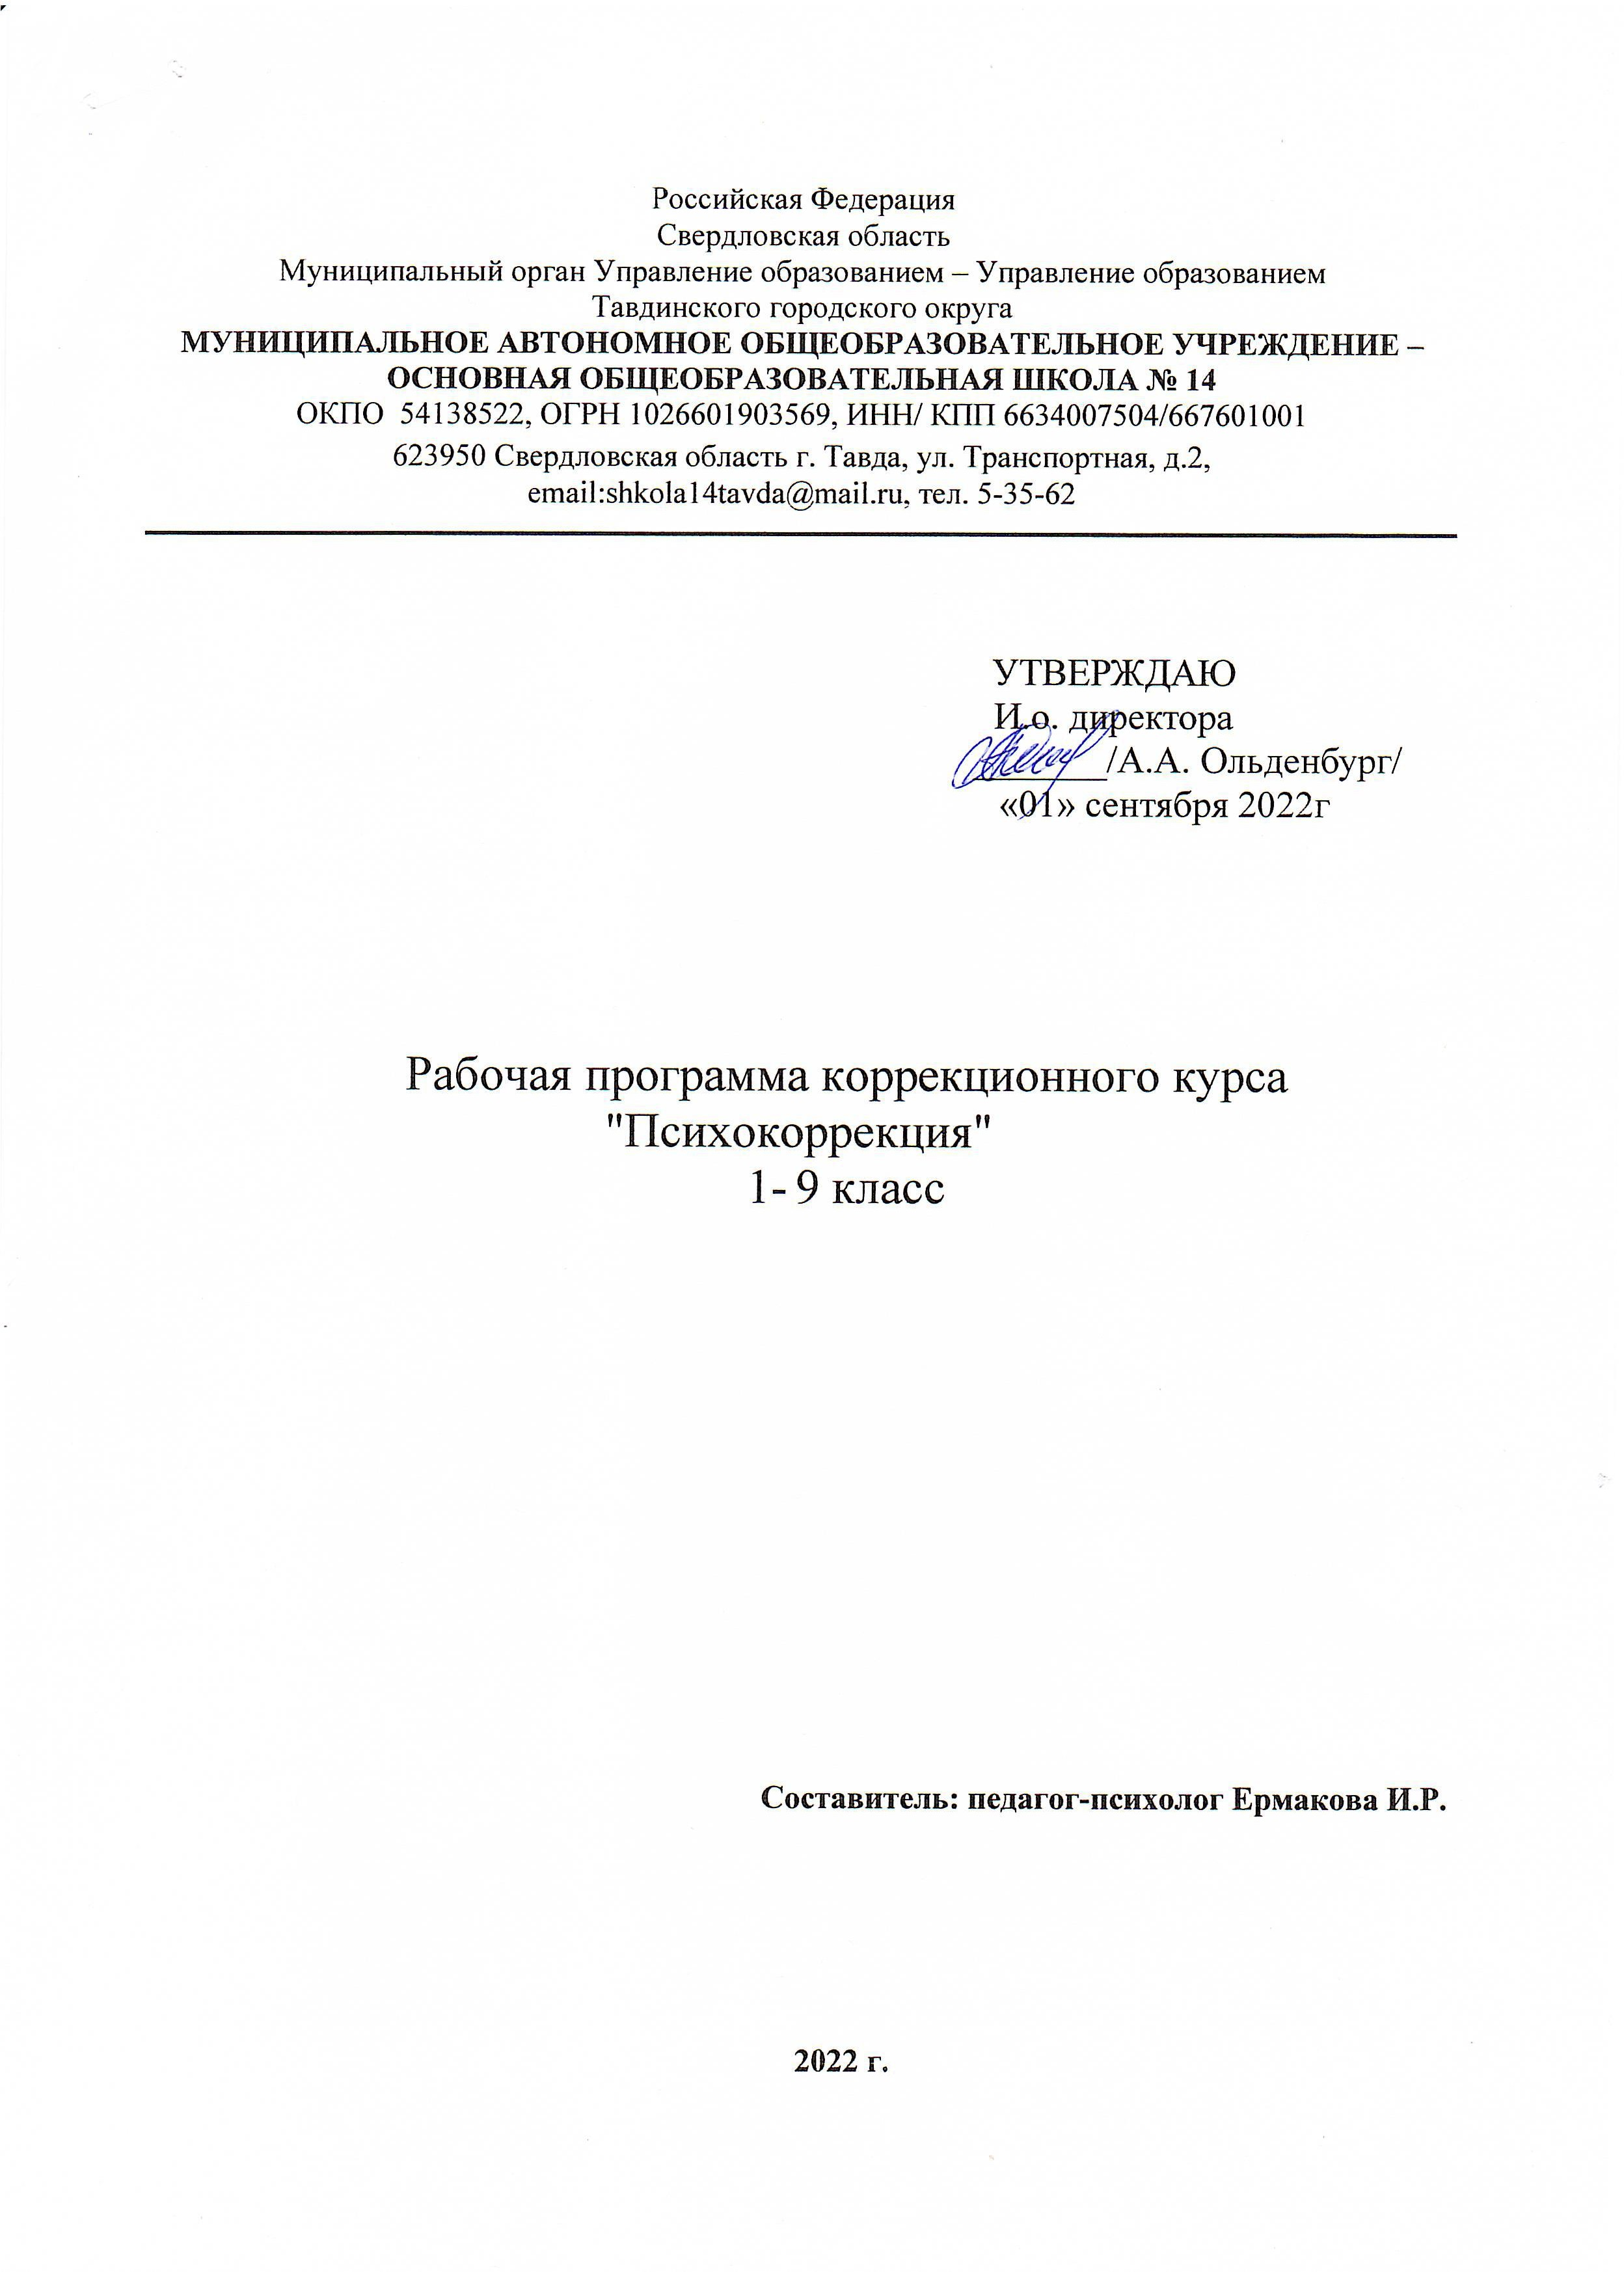 Российская Федерация
Свердловская область
Муниципальный орган Управление образованием – Управление образованием
Тавдинского городского округа
МУНИЦИПАЛЬНОЕ АВТОНОМНОЕ ОБЩЕОБРАЗОВАТЕЛЬНОЕ УЧРЕЖДЕНИЕ –
ОСНОВНАЯ ОБЩЕОБРАЗОВАТЕЛЬНАЯ ШКОЛА № 14
ОКПО  54138522, ОГРН 1026601903569, ИНН/ КПП 6634007504/667601001
623950 Свердловская область г. Тавда, ул. Транспортная, д.2,
email:shkola14tavda@mail.ru, тел. 5-35-62
УТВЕРЖДАЮ
И.о. директора
________/А.А. Ольденбург/
«01» сентября 2022г
Рабочая программа коррекционного курса
"Психокоррекция"
1- 9 класс
Составитель: педагог-психолог Ермакова И.Р.
2022 г.